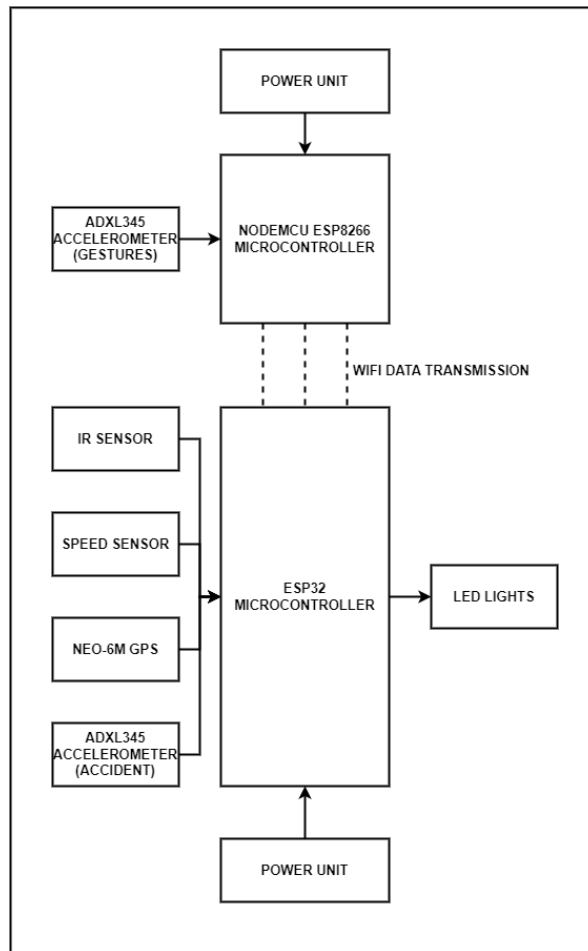 POWER UNIT
ADXL345
ACCELEROMETER
(GESTURES)
NODEMCU ESP8266
MICROCONTROLLER
WIFI DATA TRANSMISSION
IR SENSOR
SPEED SENSOR
ESP32
MICROCONTROLLER
LED LIGHTS
NEO-6M GPS
ADXL345
ACCELEROMETER
(ACCIDENT)
POWER UNIT